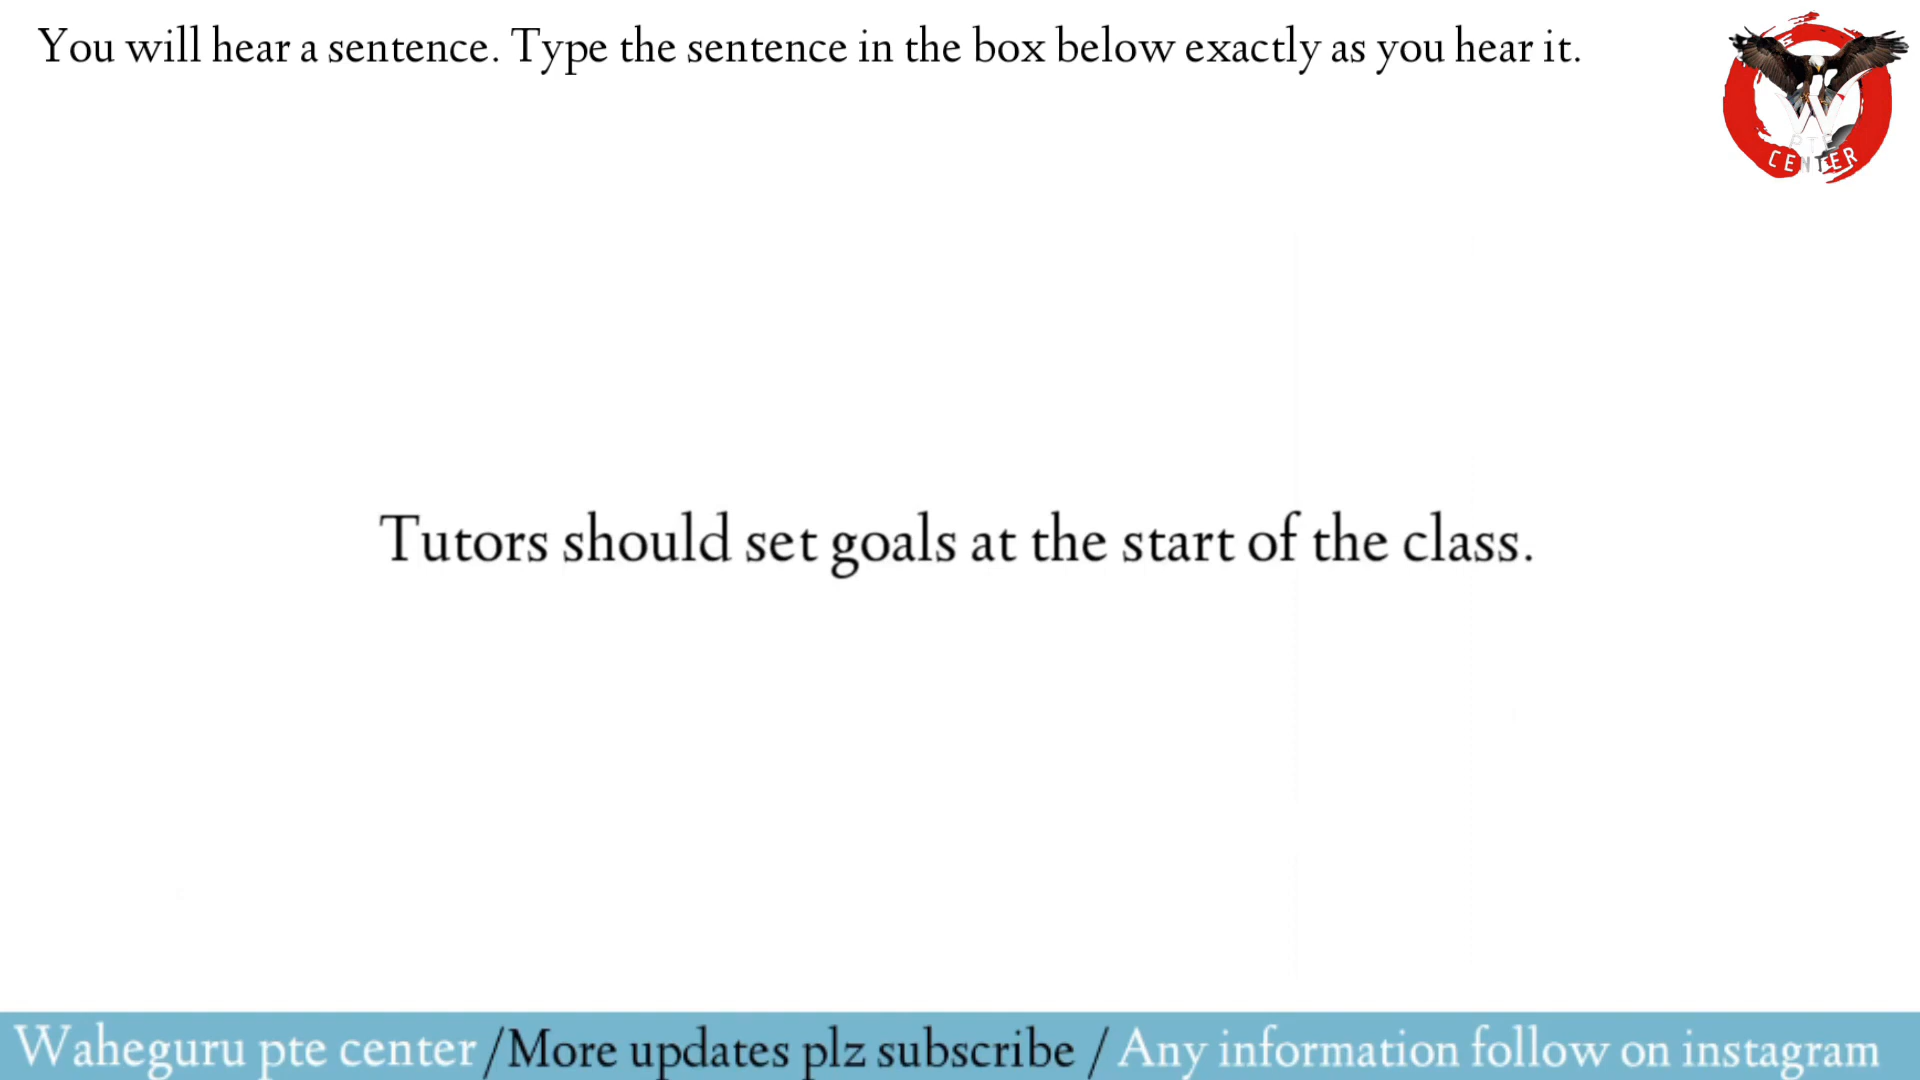 You will hear a sentence. Type the sentence in the box below exactly as you hear it.
CENTER
Tutors should set goals at the start of the class.
Waheguru pte center /More updates plz subscribe / Any information follow on instagram